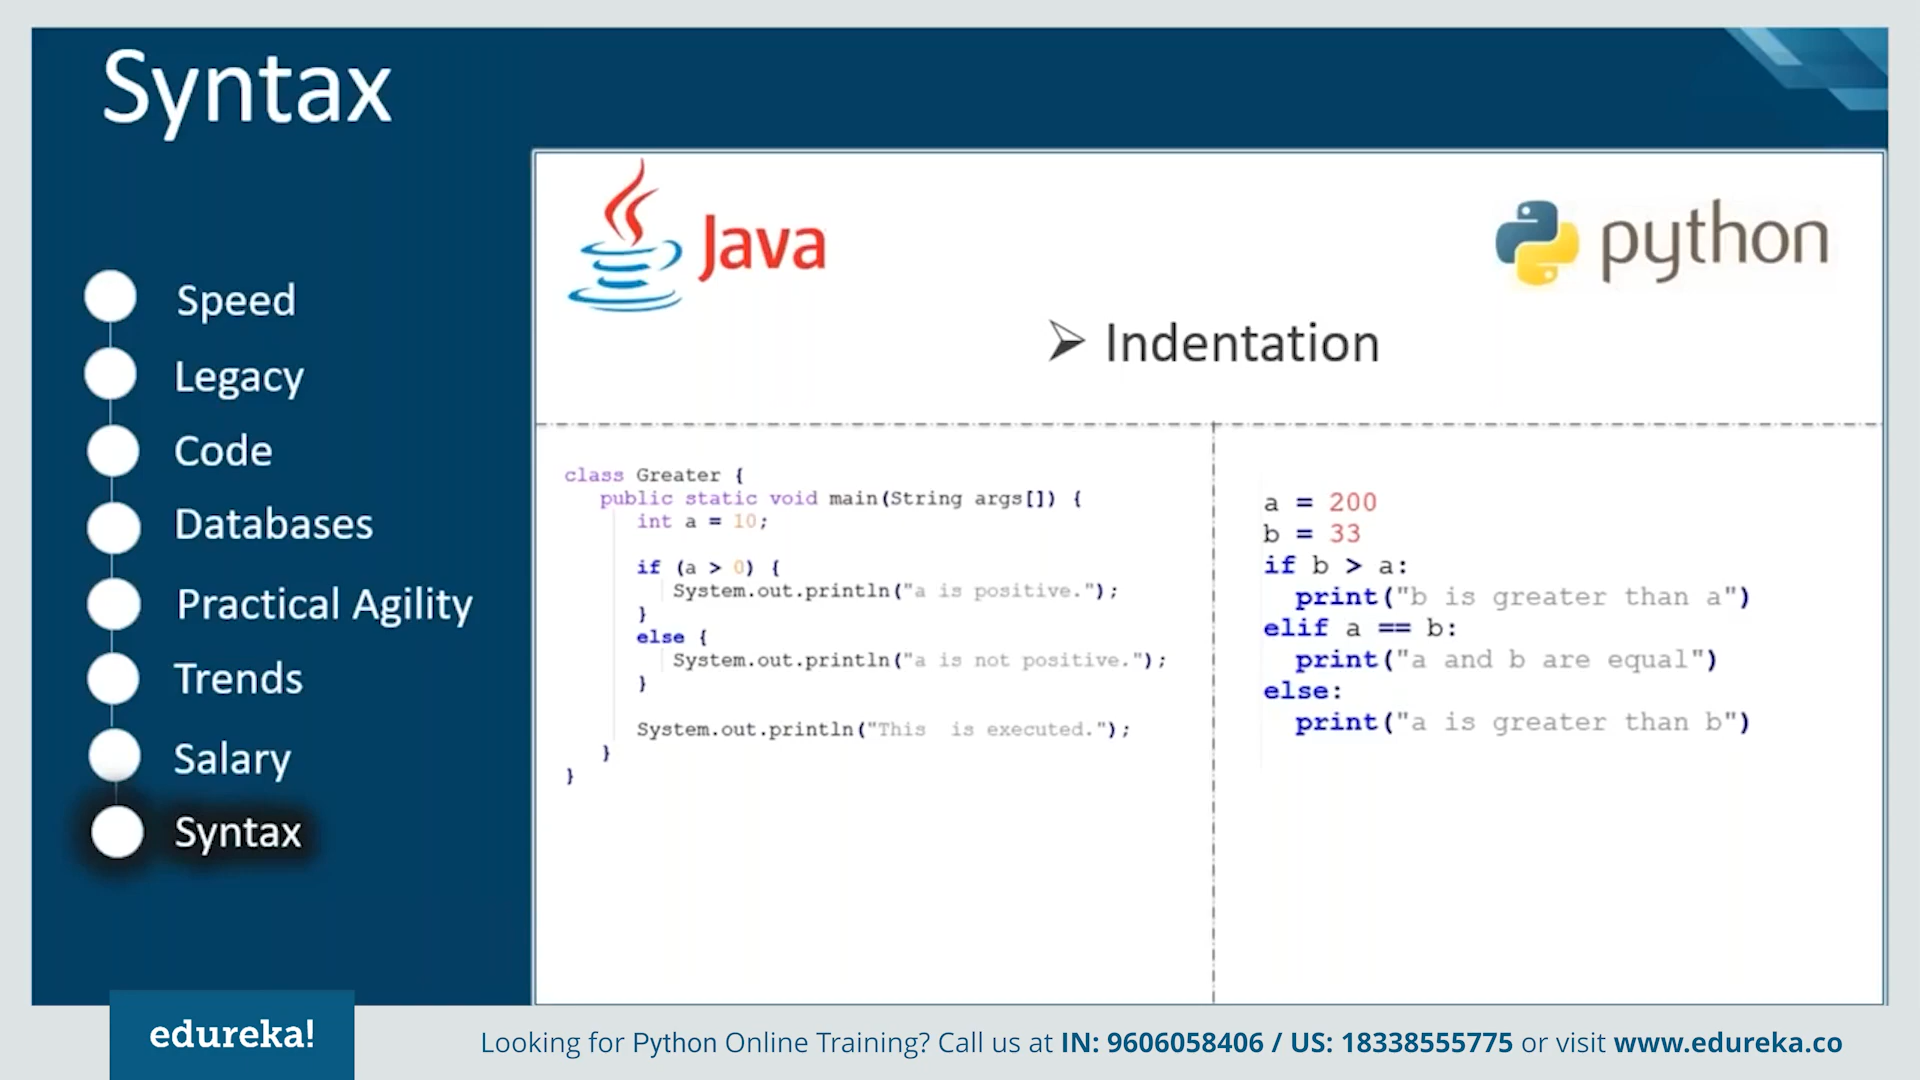 Syntax
Speed
Legacy
Code
Databases
Practical Agility
Trends
Salary
Syntax
Java
python
➢ Indentation
class Greater {
public static void main(String args[]) {
int a = 10;
if (a > 0) {
System.out.println("a is positive.");
}
else {
System.out.println("a is not positive.");
}
System.out.println("This  is executed.");
}
}
a = 200
b = 33
if b > a:
print("b is greater than a")
elif a == b:
print("a and b are equal")
else:
print("a is greater than b")
edureka!
Looking for Python Online Training? Call us at IN: 9606058406 / US: 18338555775 or visit www.edureka.co